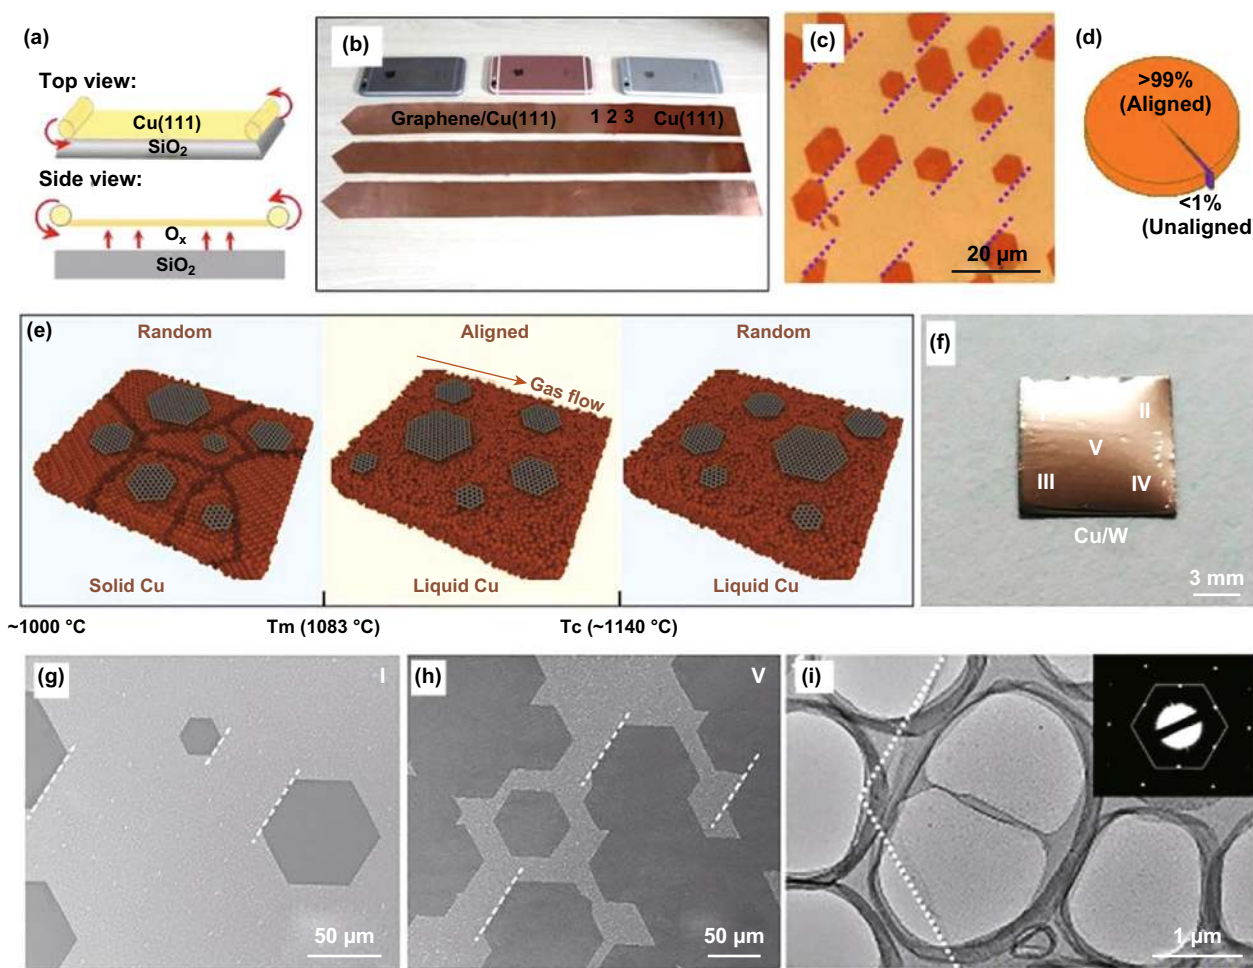 (a)
Top view:
Cu(111)
SiO₂
Side view:
Oₓ
SiO₂
(b)
Graphene/Cu(111) 1 2 3 Cu(111)
(c)
20 µm
(d)
>99%
(Aligned)
<1%
(Unaligned)
(e)
Random
Aligned
Random
Gas flow
Solid Cu
Liquid Cu
Liquid Cu
~1000 °C
Tm (1083 °C)
Tc (~1140 °C)
(f)
I
II
V
III
IV
Cu/W
3 mm
(g)
I
50 µm
(h)
V
50 µm
(i)
1 µm